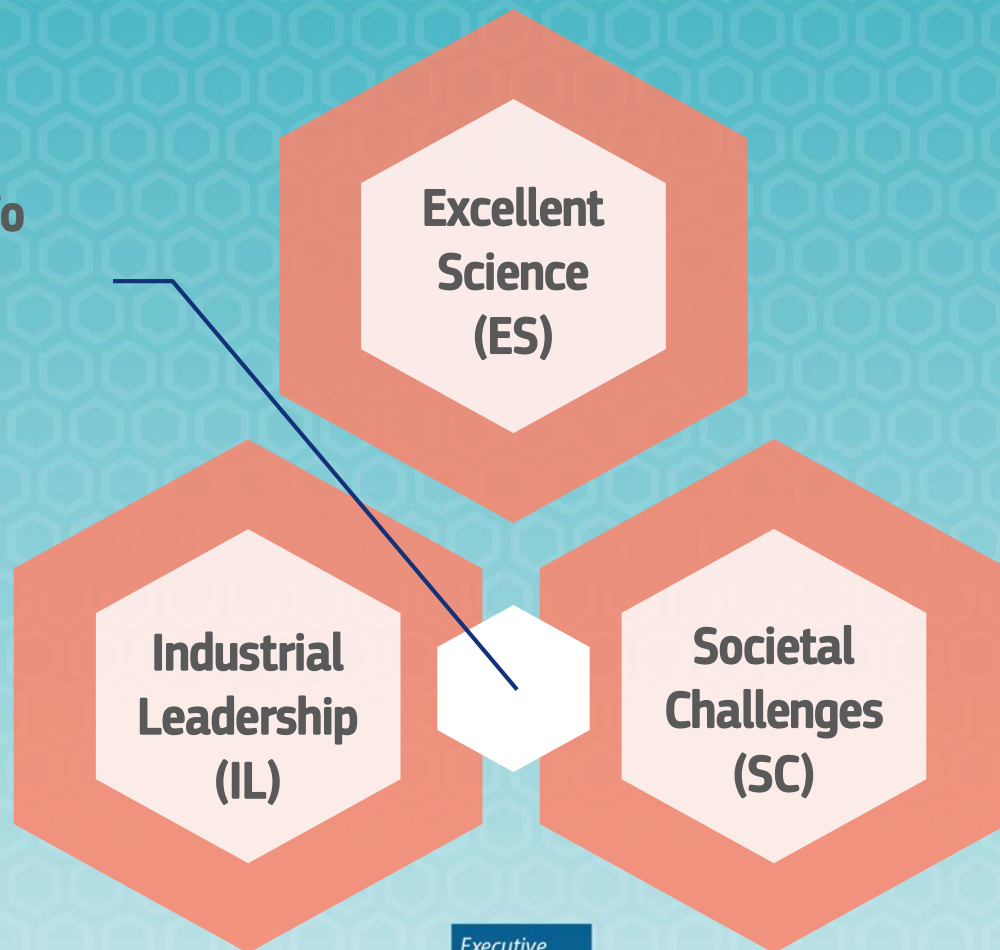 Excellent
Science
(ES)
Industrial
Leadership
(IL)
Societal
Challenges
(SC)
Executive